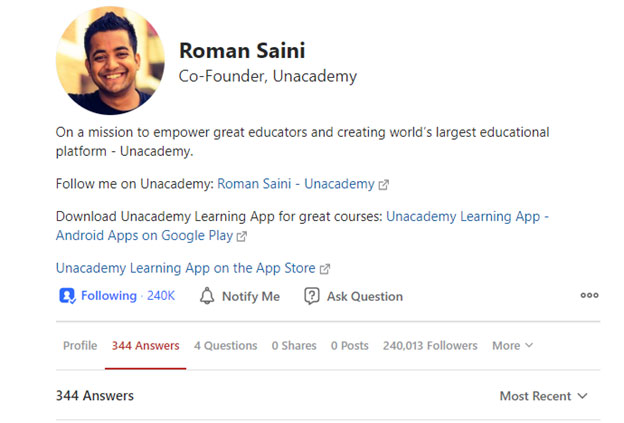 Roman Saini
Co-Founder, Unacademy
On a mission to empower great educators and creating world´s largest educational
platform - Unacademy.
Follow me on Unacademy: Roman Saini - Unacademy
Download Unacademy Learning App for great courses: Unacademy Learning App -
Android Apps on Google Play
Unacademy Learning App on the App Store
Following · 240K Notify Me Ask Question
Profile 344 Answers 4 Questions 0 Shares 0 Posts 240,013 Followers More
344 Answers Most Recent